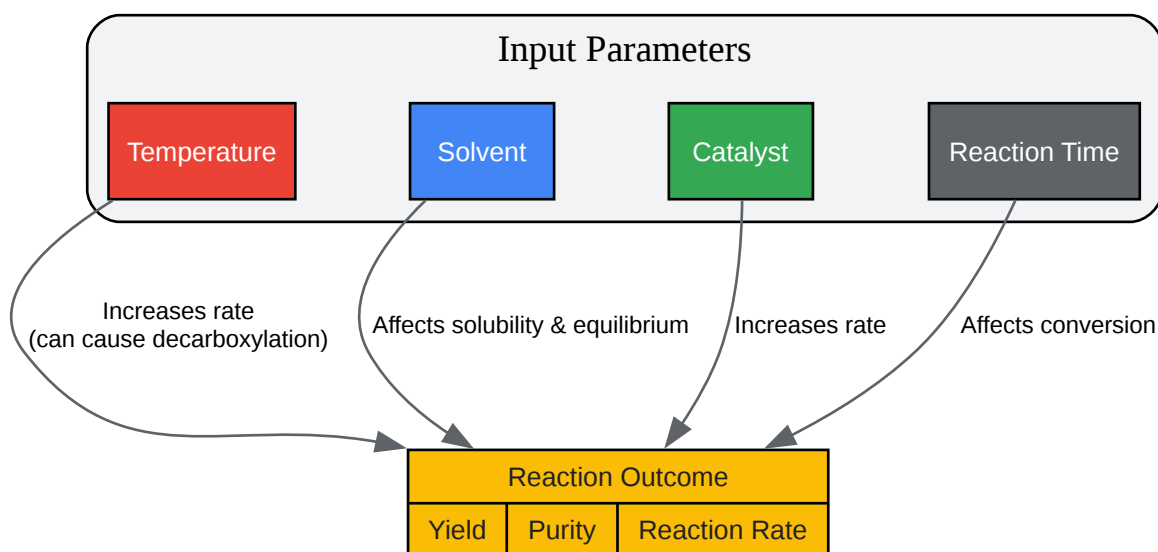 Input Parameters
Temperature
Solvent
Catalyst
Reaction Time
Increases rate
(can cause decarboxylation)
Affects solubility & equilibrium
Increases rate
Affects conversion
Reaction Outcome
Yield
Purity
Reaction Rate